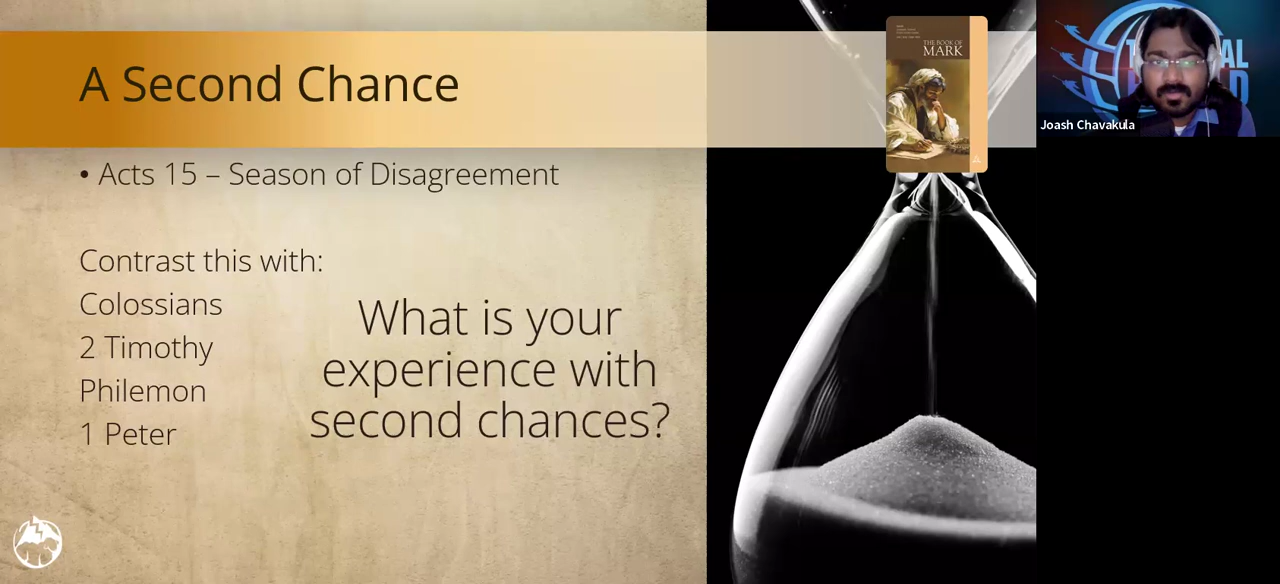 A Second Chance
• Acts 15 – Season of Disagreement
Contrast this with:
Colossians
2 Timothy
Philemon
1 Peter
What is your
experience with
second chances?
THE BOOK OF
MARK
Joash Chavakula